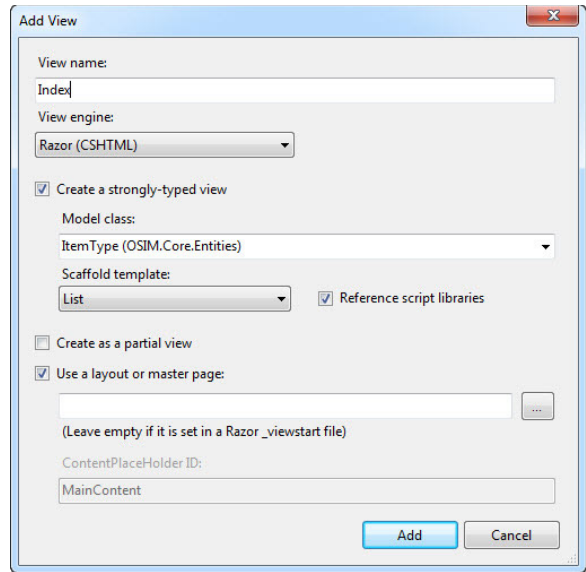 Add View
View name:
Index
View engine:
Razor (CSHTML)
Create a strongly-typed view
Model class:
ItemType (OSIM.Core.Entities)
Scaffold template:
List
Reference script libraries
Create as a partial view
Use a layout or master page:
...
(Leave empty if it is set in a Razor _viewstart file)
ContentPlaceHolder ID:
MainContent
Add Cancel